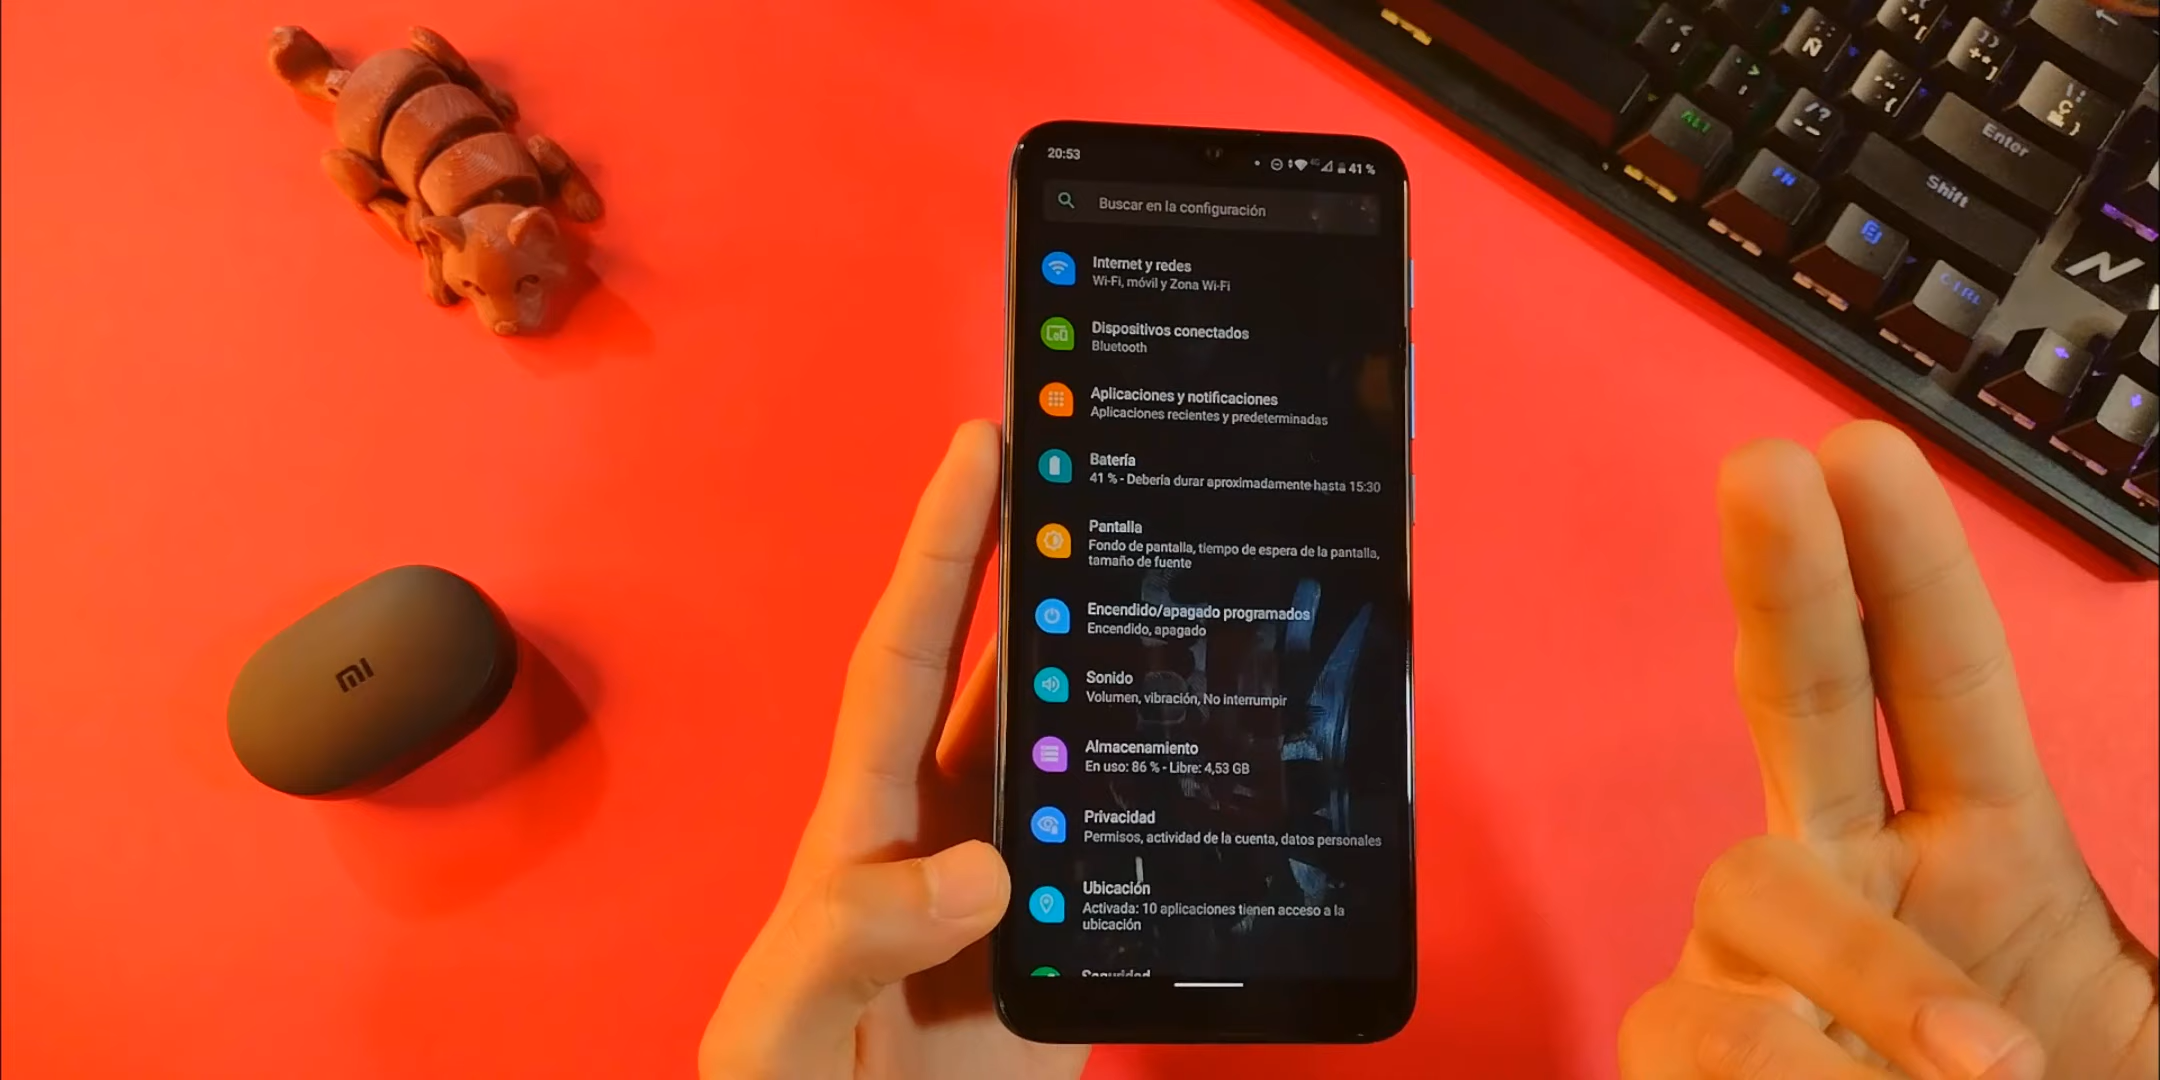 20:53
41 %
Buscar en la configuración
Internet y redes
Wi-Fi, móvil y Zona Wi-Fi
Dispositivos conectados
Bluetooth
Aplicaciones y notificaciones
Aplicaciones recientes y predeterminadas
Batería
41 % - Debería durar aproximadamente hasta 15:30
Pantalla
Fondo de pantalla, tiempo de espera de la pantalla,
tamaño de fuente
Encendido/apagado programados
Encendido, apagado
Sonido
Volumen, vibración, No interrumpir
Almacenamiento
En uso: 86 % - Libre: 4,53 GB
Privacidad
Permisos, actividad de la cuenta, datos personales
Ubicación
Activada: 10 aplicaciones tienen acceso a la
ubicación
Seguridad
mi
Ñ
Enter
Shift
ALT
FN
CTRL
N